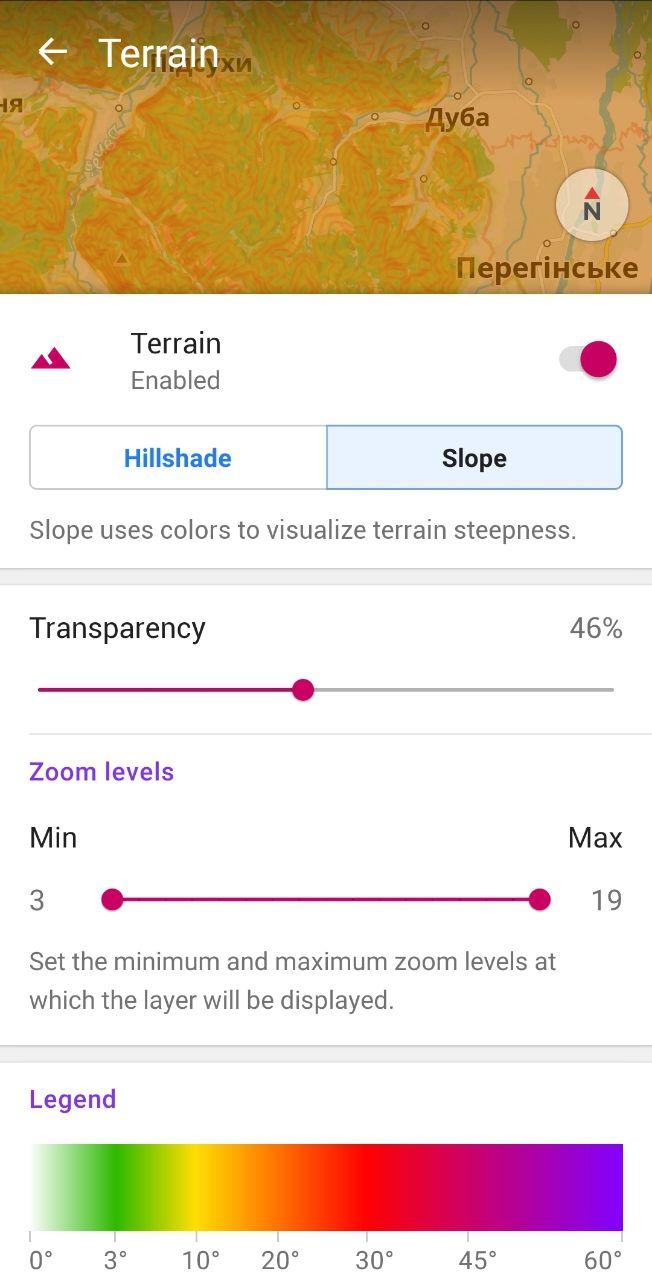 Terrain
Підсухи
ня
Дуба
N
Перегінське
Terrain
Enabled
Hillshade
Slope
Slope uses colors to visualize terrain steepness.
Transparency
46%
Zoom levels
Min
Max
3
19
Set the minimum and maximum zoom levels at
which the layer will be displayed.
Legend
0° 3° 10° 20° 30° 45° 60°